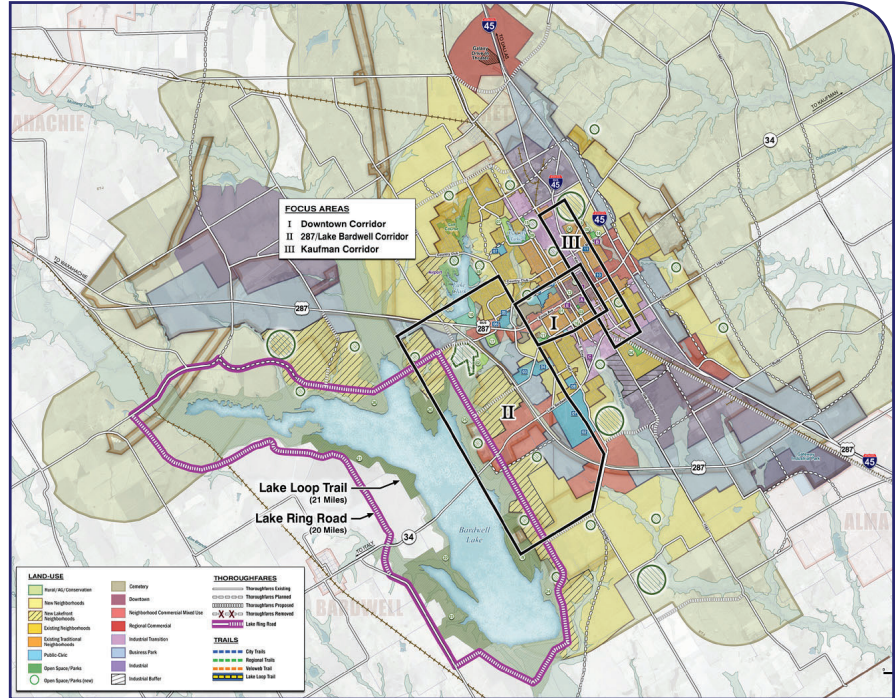 45
TO DALLAS
TO KAUFMAN
34
45
45
FOCUS AREAS
I Downtown Corridor
II 287/Lake Bardwell Corridor
III Kaufman Corridor
III
TO WAXAHACHIE
287
287
I
II
287
45
Lake Loop Trail
(21 Miles)
Lake Ring Road
(20 Miles)
34
TO ITALY
Bardwell
Lake
ALMA
BARDWELL
LAND-USE
Rural/AG/Conservation
New Neighborhoods
New Lakefront
Neighborhoods
Existing Neighborhoods
Existing Traditional
Neighborhoods
Public-Civic
Open Space/Parks
Open Space/Parks (new)
Cemetery
Downtown
Neighborhood Commercial Mixed Use
Regional Commercial
Industrial Transition
Business Park
Industrial
Industrial Buffer
THOROUGHFARES
Thoroughfares Existing
Thoroughfares Planned
Thoroughfares Proposed
Thoroughfares Removed
Lake Ring Road
TRAILS
City Trails
Regional Trails
Veloweb Trail
Lake Loop Trail